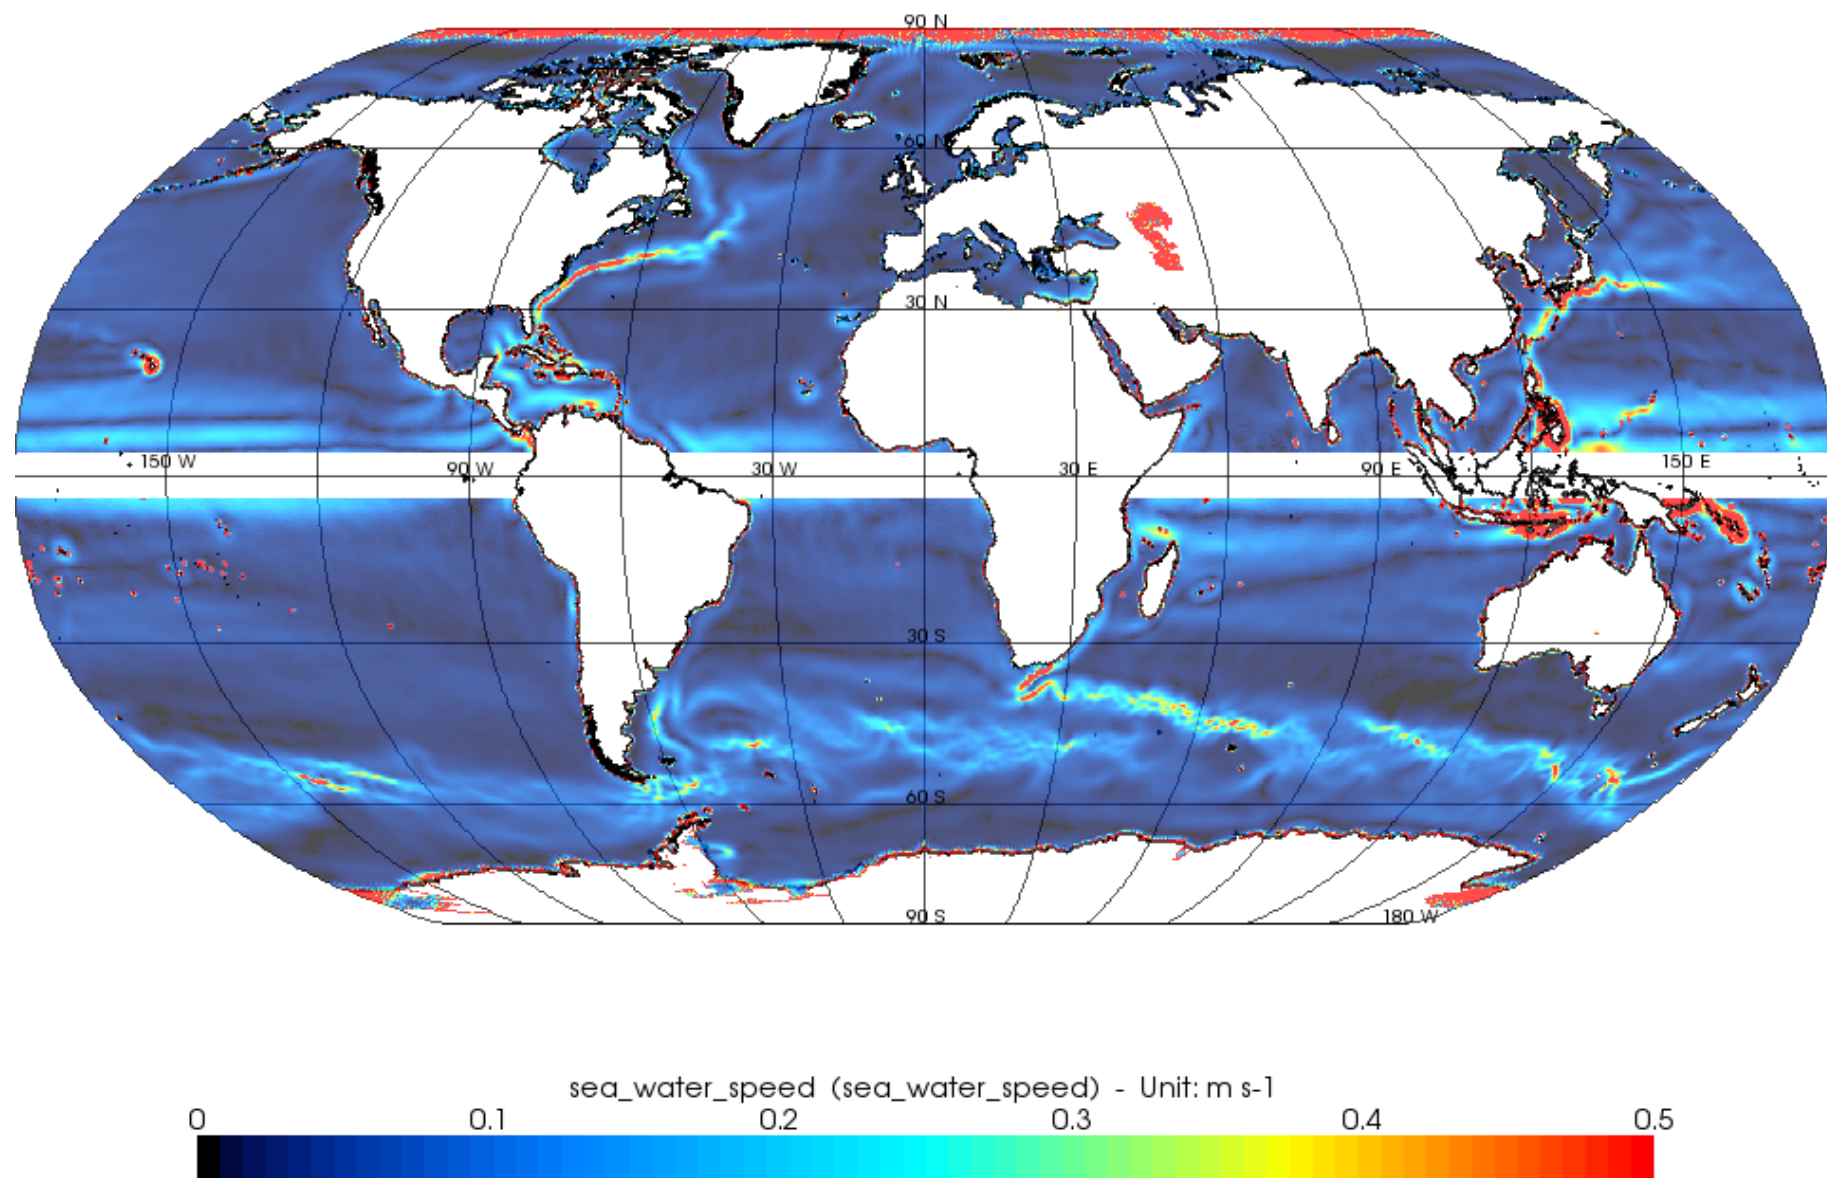 90 N
60 N
30 N
150 W
90 W
30 W
30 E
90 E
150 E
30 S
60 S
90 S
180 W
sea_water_speed (sea_water_speed) - Unit: m s-1
0 0.1 0.2 0.3 0.4 0.5